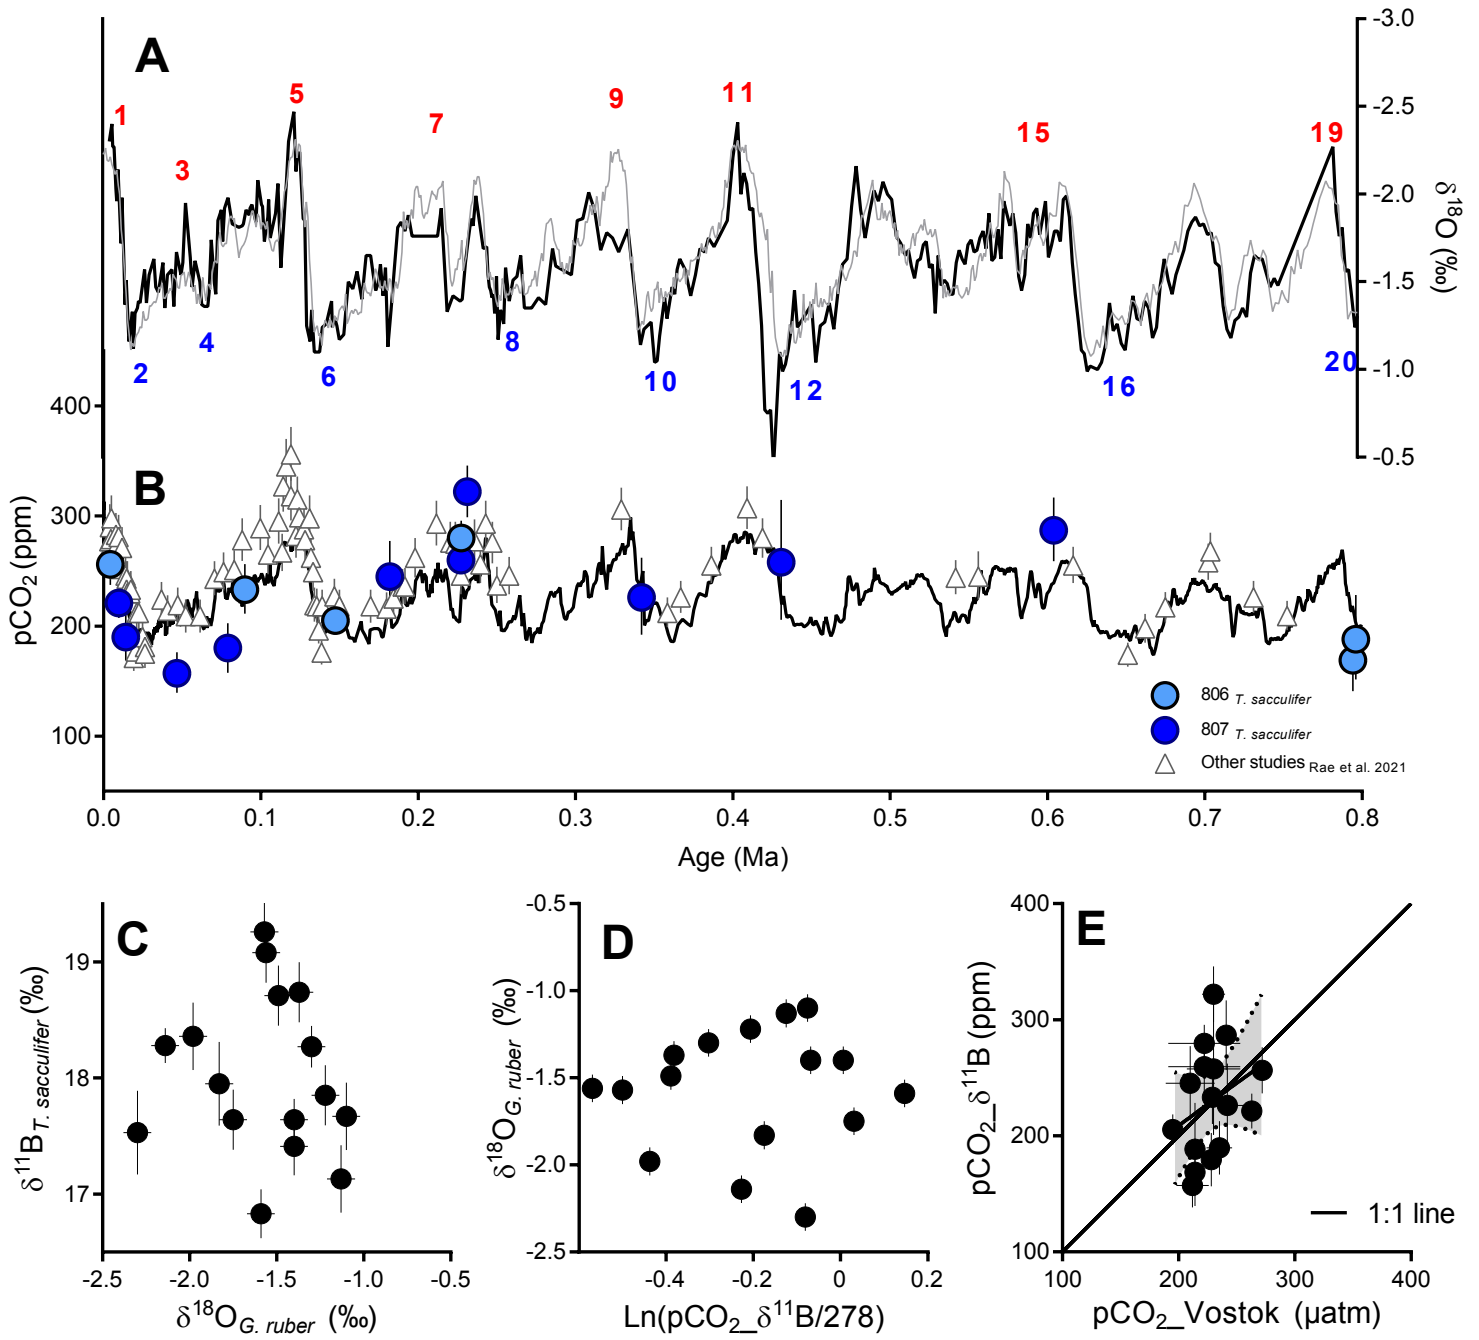 A
1
3
5
7
9
11
15
19
2
4
6
8
10
12
16
20
-3.0
-2.5
-2.0
-1.5
-1.0
-0.5
δ18O (‰)
B
400
300
200
100
pCO2 (ppm)
806 T. sacculifer
807 T. sacculifer
Other studies Rae et al. 2021
0.0 0.1 0.2 0.3 0.4 0.5 0.6 0.7 0.8
Age (Ma)
C
19
18
17
δ11B T. sacculifer (‰)
-2.5 -2.0 -1.5 -1.0 -0.5
δ18O G. ruber (‰)
D
-0.5
-1.0
-1.5
-2.0
-2.5
δ18O G. ruber (‰)
-0.4 -0.2 0 0.2
Ln(pCO2_δ11B/278)
E
400
300
200
100
pCO2_δ11B (ppm)
1:1 line
100 200 300 400
pCO2_Vostok (µatm)